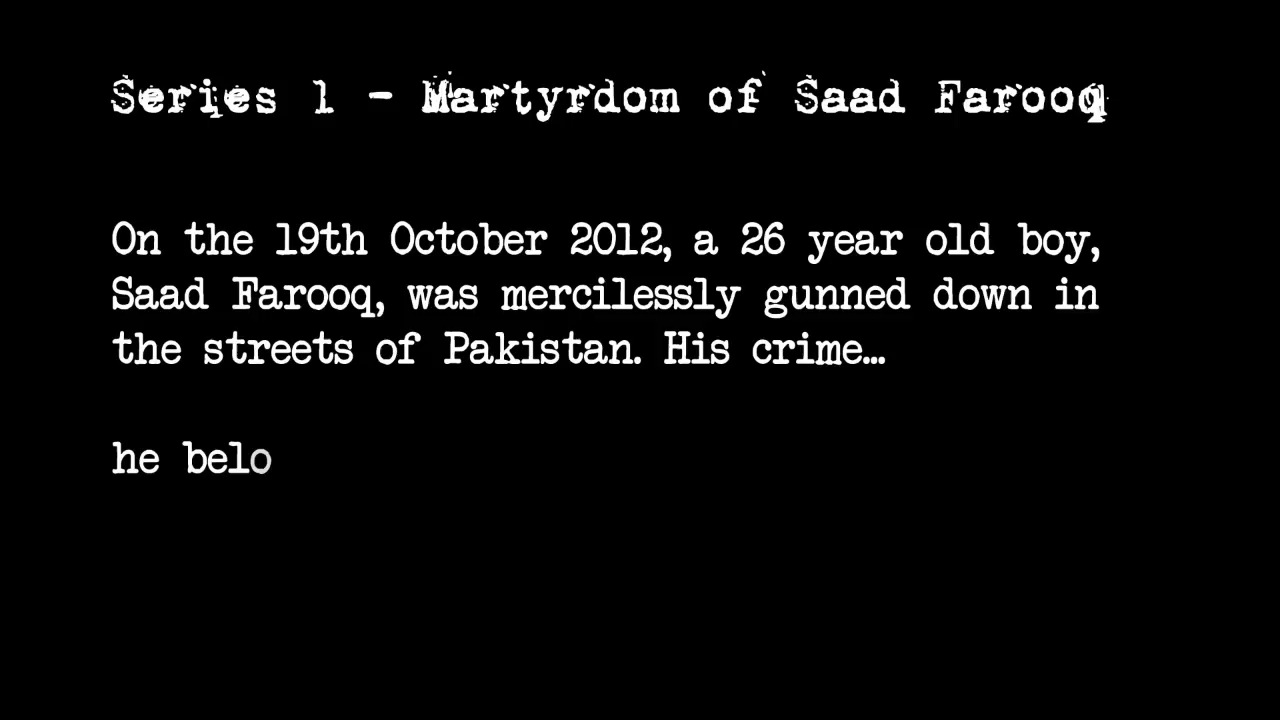 Series 1 - Martyrdom of Saad Farooq
On the 19th October 2012, a 26 year old boy,
Saad Farooq, was mercilessly gunned down in
the streets of Pakistan. His crime...
he belo